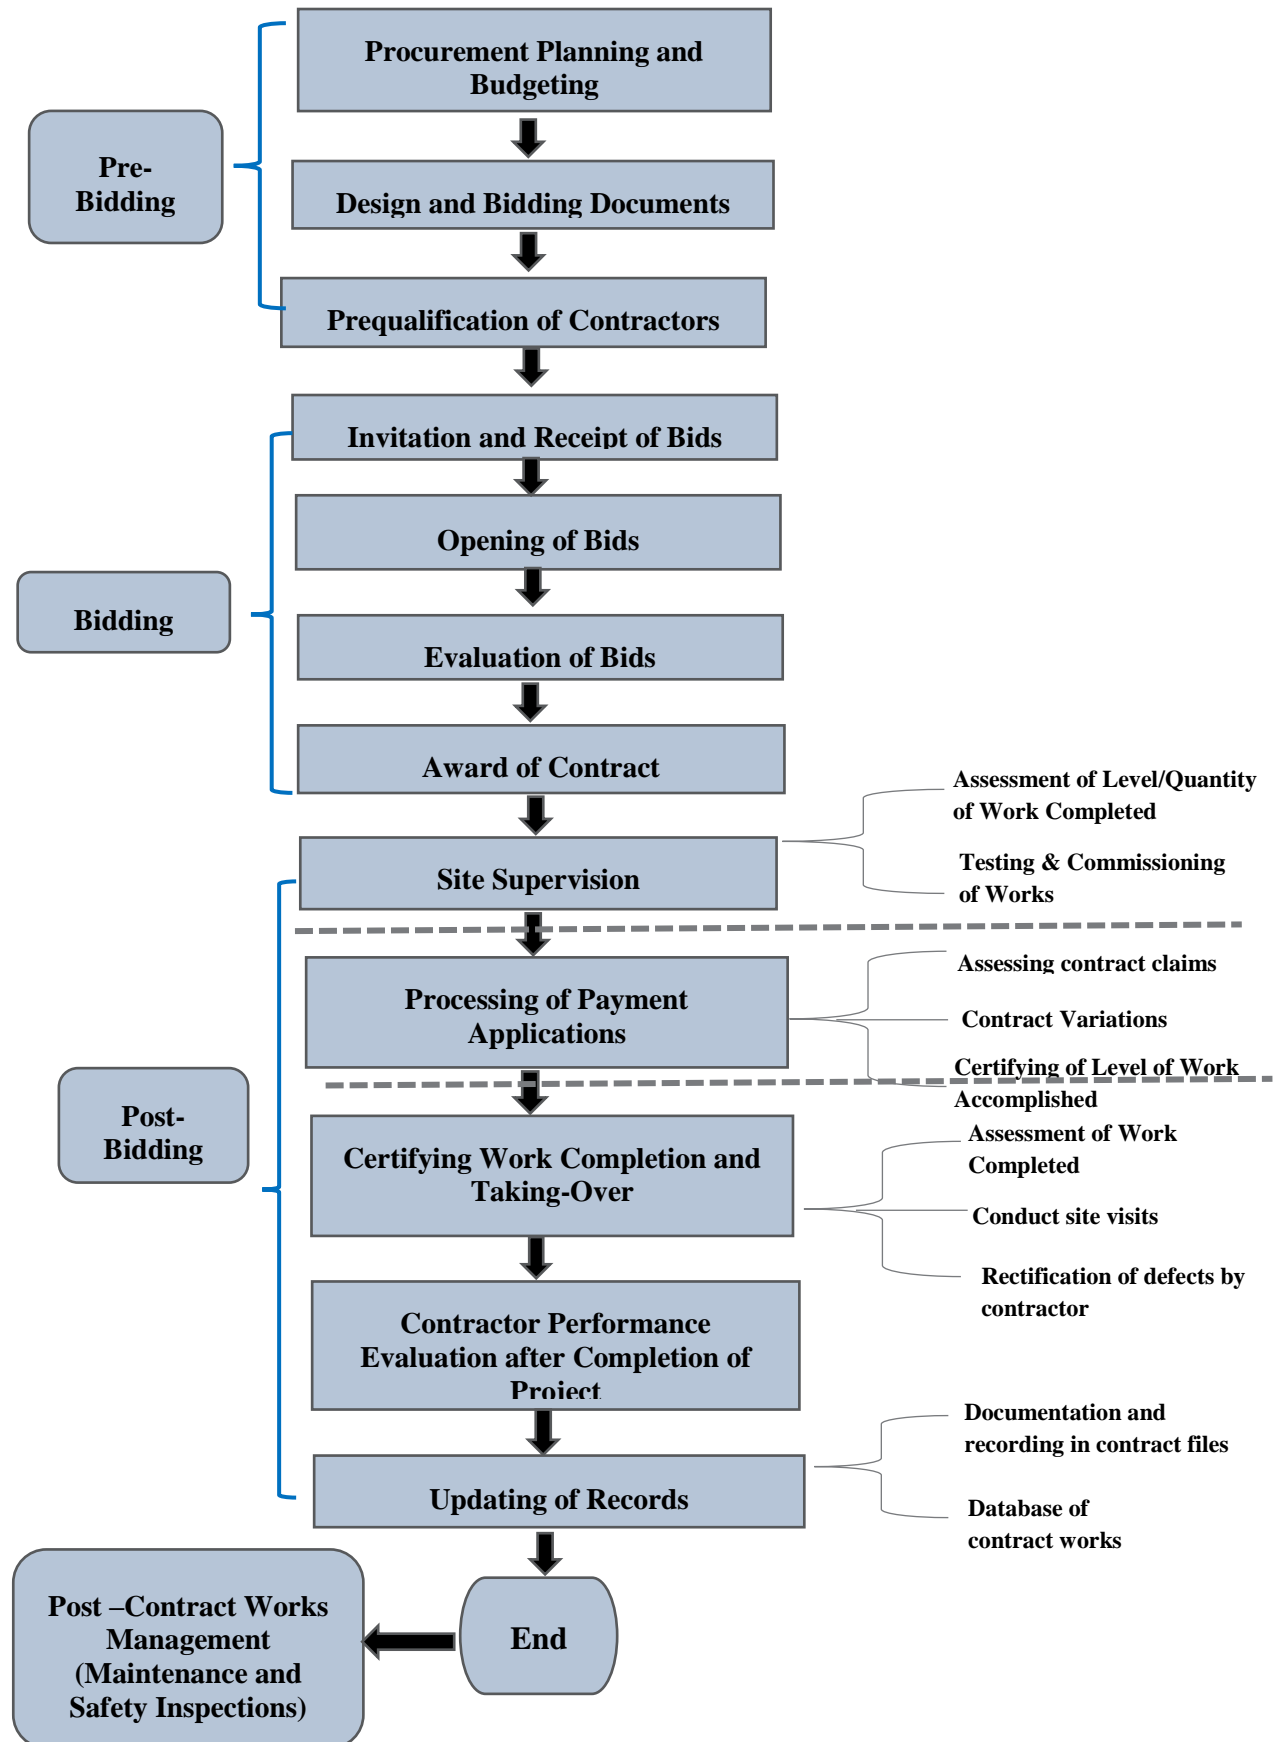 Procurement Planning and
Budgeting
Pre-
Bidding
Design and Bidding Documents
Prequalification of Contractors
Invitation and Receipt of Bids
Opening of Bids
Bidding
Evaluation of Bids
Award of Contract
Assessment of Level/Quantity
of Work Completed
Site Supervision
Testing & Commissioning
of Works
Processing of Payment
Applications
Assessing contract claims
Contract Variations
Certifying of Level of Work
Accomplished
Post-
Bidding
Certifying Work Completion and
Taking-Over
Assessment of Work
Completed
Conduct site visits
Rectification of defects by
contractor
Contractor Performance
Evaluation after Completion of
Project
Documentation and
recording in contract files
Updating of Records
Database of
contract works
End
Post –Contract Works
Management
(Maintenance and
Safety Inspections)